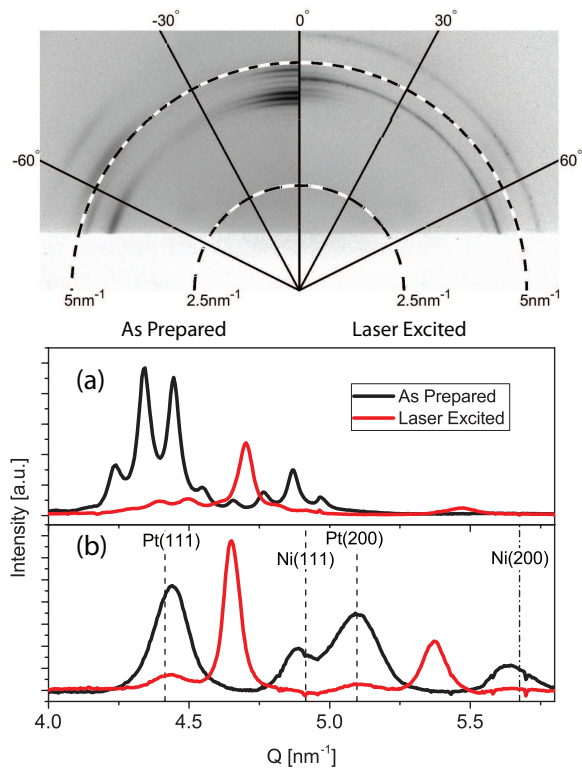 -30° 0° 30°
-60° 60°
5nm⁻¹ 2.5nm⁻¹ 2.5nm⁻¹ 5nm⁻¹
As Prepared Laser Excited
(a)
As Prepared
Laser Excited
Intensity [a.u.]
(b)
Pt(111) Ni(111) Pt(200) Ni(200)
4.0 4.5 5.0 5.5
Q [nm⁻¹]